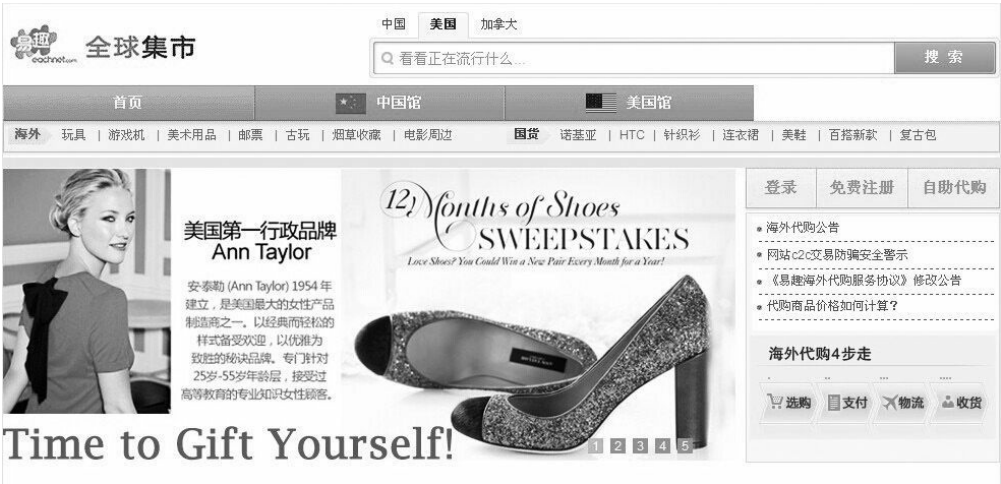 中国 美国 加拿大
易趣 eachnet.com 全球集市
看看正在流行什么... 搜 索
首页 中国馆 美国馆
海外 玩具 | 游戏机 | 美术用品 | 邮票 | 古玩 | 烟草收藏 | 电影周边 国货 诺基亚 | HTC | 针织衫 | 连衣裙 | 美鞋 | 百搭新款 | 复古包
美国第一行政品牌
Ann Taylor
安·泰勒 (Ann Taylor) 1954 年
建立，是美国最大的女性产品
制造商之一。以经典而轻松的
样式备受欢迎，以优雅为
致胜的秘诀品牌。专门针对
25岁-55岁年龄层，接受过
高等教育的专业知识女性顾客。
12 Months of Shoes
SWEEPSTAKES
Love Shoes? You Could Win a New Pair Every Month for a Year!
Time to Gift Yourself!
1 2 3 4 5
登录 免费注册 自助代购
海外代购公告
网站c2c交易防骗安全警示
《易趣海外代购服务协议》修改公告
代购商品价格如何计算？
海外代购4步走
选购 支付 物流 收货